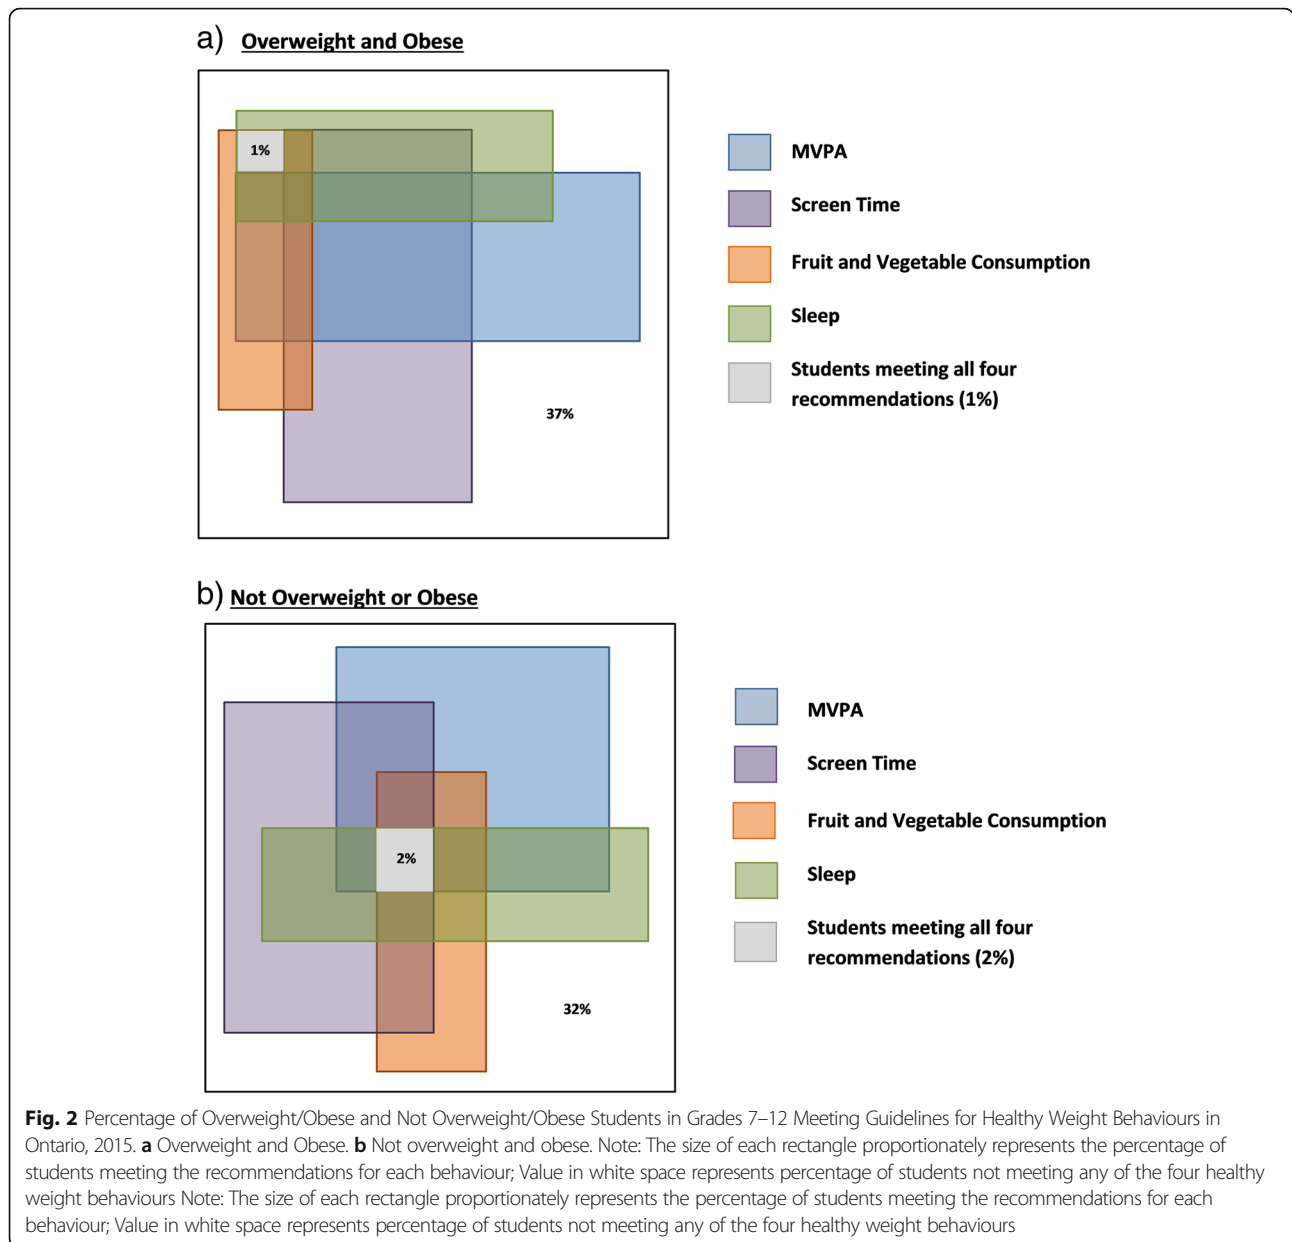 a) Overweight and Obese
1%
37%
MVPA
Screen Time
Fruit and Vegetable Consumption
Sleep
Students meeting all four
recommendations (1%)
b) Not Overweight or Obese
2%
32%
MVPA
Screen Time
Fruit and Vegetable Consumption
Sleep
Students meeting all four
recommendations (2%)
Fig. 2 Percentage of Overweight/Obese and Not Overweight/Obese Students in Grades 7–12 Meeting Guidelines for Healthy Weight Behaviours in
Ontario, 2015. a Overweight and Obese. b Not overweight and obese. Note: The size of each rectangle proportionately represents the percentage of
students meeting the recommendations for each behaviour; Value in white space represents percentage of students not meeting any of the four healthy
weight behaviours Note: The size of each rectangle proportionately represents the percentage of students meeting the recommendations for each
behaviour; Value in white space represents percentage of students not meeting any of the four healthy weight behaviours